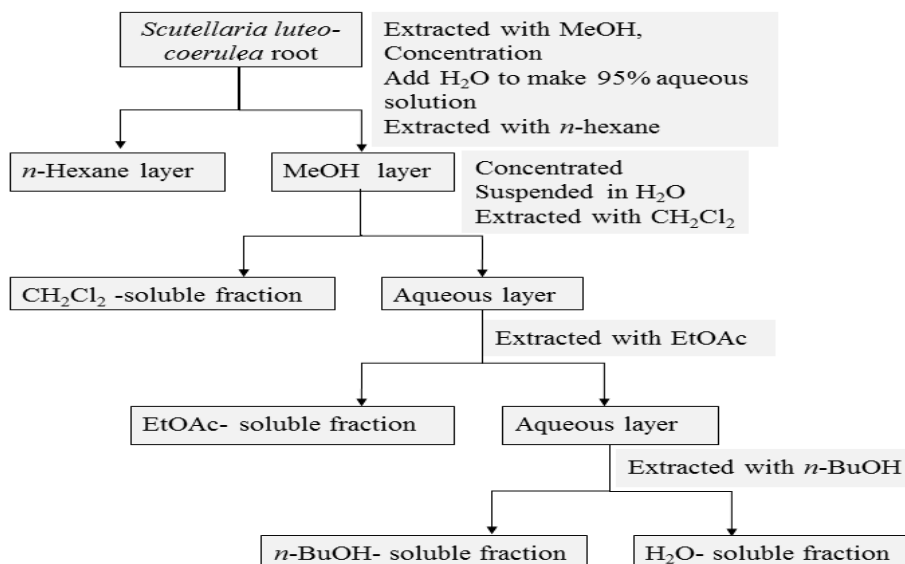 Scutellaria luteo-
coerulea root
Extracted with MeOH,
Concentration
Add H₂O to make 95% aqueous
solution
Extracted with n-hexane
n-Hexane layer
MeOH layer
Concentrated
Suspended in H₂O
Extracted with CH₂Cl₂
CH₂Cl₂ -soluble fraction
Aqueous layer
Extracted with EtOAc
EtOAc- soluble fraction
Aqueous layer
Extracted with n-BuOH
n-BuOH- soluble fraction
H₂O- soluble fraction